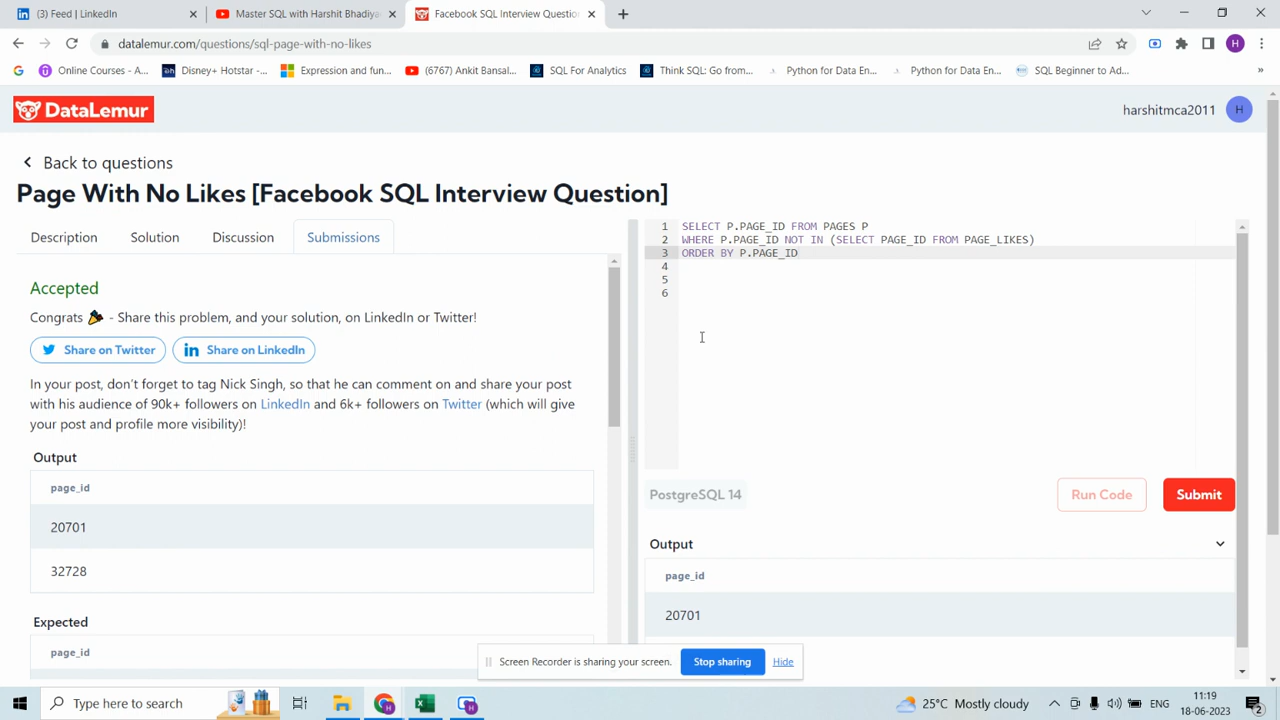 (3) Feed | LinkedIn
Master SQL with Harshit Bhadiya
Facebook SQL Interview Questio
datalemur.com/questions/sql-page-with-no-likes
H
Online Courses - A...
Disney+ Hotstar -...
Expression and fun...
(6767) Ankit Bansal...
SQL For Analytics
Think SQL: Go from...
Python for Data En...
Python for Data En...
SQL Beginner to Ad...
»
DataLemur
harshitmca2011
H
Back to questions
Page With No Likes [Facebook SQL Interview Question]
Description
Solution
Discussion
Submissions
Accepted
Congrats 🎉 - Share this problem, and your solution, on LinkedIn or Twitter!
Share on Twitter
Share on LinkedIn
In your post, don't forget to tag Nick Singh, so that he can comment on and share your post
with his audience of 90k+ followers on LinkedIn and 6k+ followers on Twitter (which will give
your post and profile more visibility)!
Output
page_id
20701
32728
Expected
page_id
1 SELECT P.PAGE_ID FROM PAGES P
2 WHERE P.PAGE_ID NOT IN (SELECT PAGE_ID FROM PAGE_LIKES)
3 ORDER BY P.PAGE_ID
4
5
6
PostgreSQL 14
Run Code
Submit
Output
page_id
20701
Screen Recorder is sharing your screen.
Stop sharing
Hide
Type here to search
25°C Mostly cloudy
ENG
11:19
18-06-2023
2